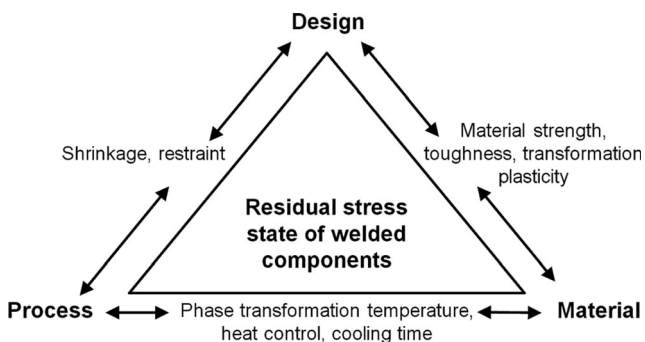 Design
Shrinkage, restraint
Material strength,
toughness, transformation
plasticity
Residual stress
state of welded
components
Process
Phase transformation temperature,
heat control, cooling time
Material